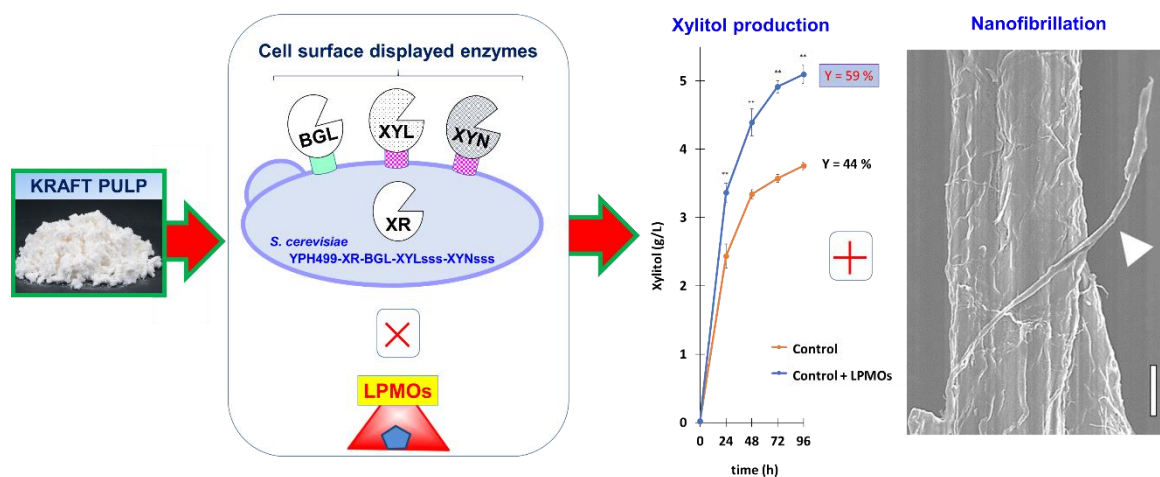 KRAFT PULP
Cell surface displayed enzymes
BGL
XYL
XYN
XR
S. cerevisiae
YPH499-XR-BGL-XYLsss-XYNsss
LPMOs
Xylitol production
Xylitol (g/L)
5
4
3
2
1
0
**
**
**
**
Y = 59 %
Y = 44 %
Control
Control + LPMOs
0 24 48 72 96
time (h)
Nanofibrillation